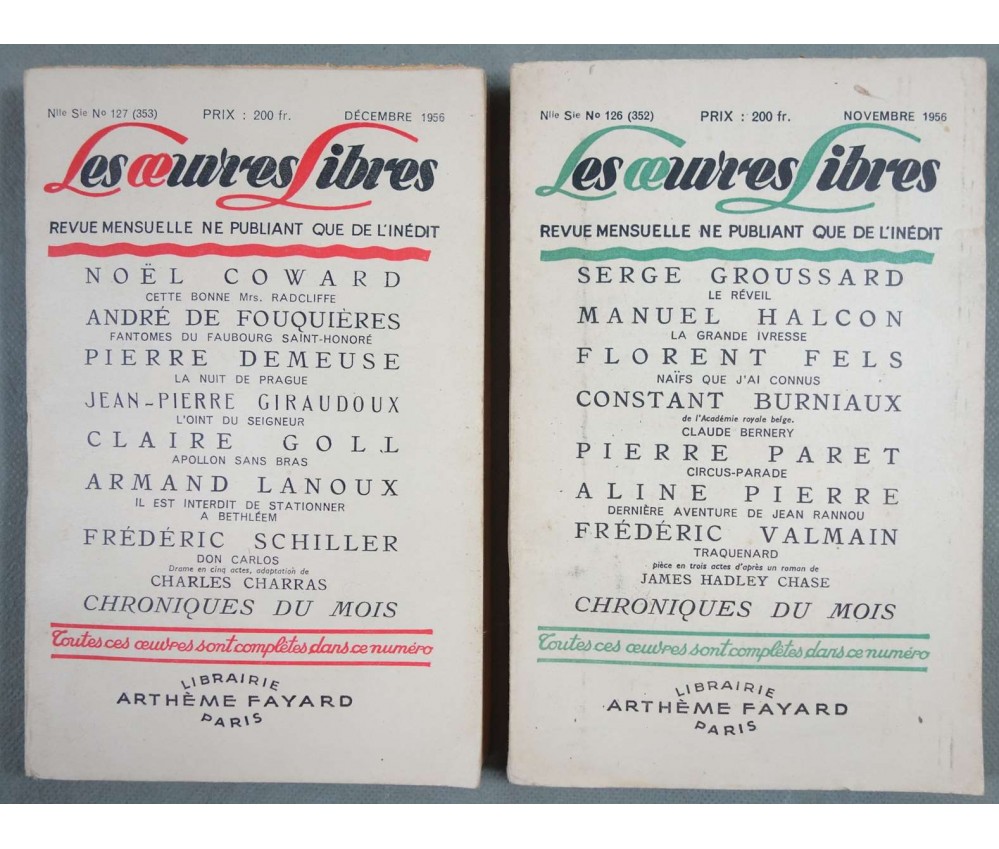 Nlle Sie No 127 (353) PRIX : 200 fr. DÉCEMBRE 1956
Les œuvres Libres
REVUE MENSUELLE NE PUBLIANT QUE DE L'INÉDIT
NOËL COWARD
CETTE BONNE Mrs. RADCLIFFE
ANDRÉ DE FOUQUIÈRES
FANTOMES DU FAUBOURG SAINT-HONORÉ
PIERRE DEMEUSE
LA NUIT DE PRAGUE
JEAN-PIERRE GIRAUDOUX
L'OINT DU SEIGNEUR
CLAIRE GOLL
APOLLON SANS BRAS
ARMAND LANOUX
IL EST INTERDIT DE STATIONNER
A BETHLÉEM
FRÉDÉRIC SCHILLER
DON CARLOS
Drame en cinq actes, adaptation de
CHARLES CHARRAS
CHRONIQUES DU MOIS
Toutes ces œuvres sont complètes dans ce numéro
LIBRAIRIE
ARTHÈME FAYARD
PARIS
Nlle Sie No 126 (352) PRIX : 200 fr. NOVEMBRE 1956
Les œuvres Libres
REVUE MENSUELLE NE PUBLIANT QUE DE L'INÉDIT
SERGE GROUSSARD
LE RÉVEIL
MANUEL HALCON
LA GRANDE IVRESSE
FLORENT FELS
NAÏFS QUE J'AI CONNUS
CONSTANT BURNIAUX
de l'Académie royale belge.
CLAUDE BERNERY
PIERRE PARET
CIRCUS-PARADE
ALINE PIERRE
DERNIÈRE AVENTURE DE JEAN RANNOU
FRÉDÉRIC VALMAIN
TRAQUENARD
pièce en trois actes d'après un roman de
JAMES HADLEY CHASE
CHRONIQUES DU MOIS
Toutes ces œuvres sont complètes dans ce numéro
LIBRAIRIE
ARTHÈME FAYARD
PARIS